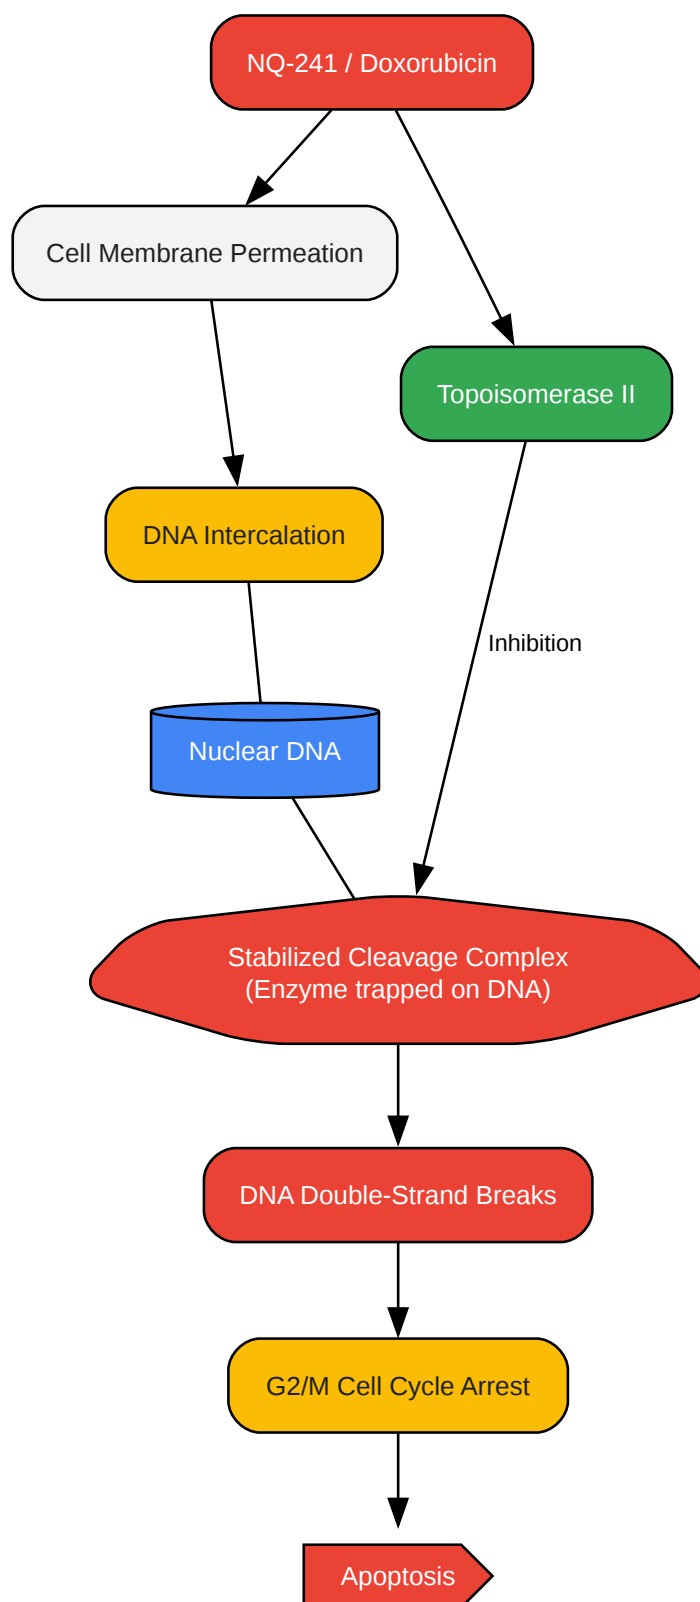 NQ-241 / Doxorubicin
Cell Membrane Permeation
Topoisomerase II
DNA Intercalation
Inhibition
Nuclear DNA
Stabilized Cleavage Complex
(Enzyme trapped on DNA)
DNA Double-Strand Breaks
G2/M Cell Cycle Arrest
Apoptosis